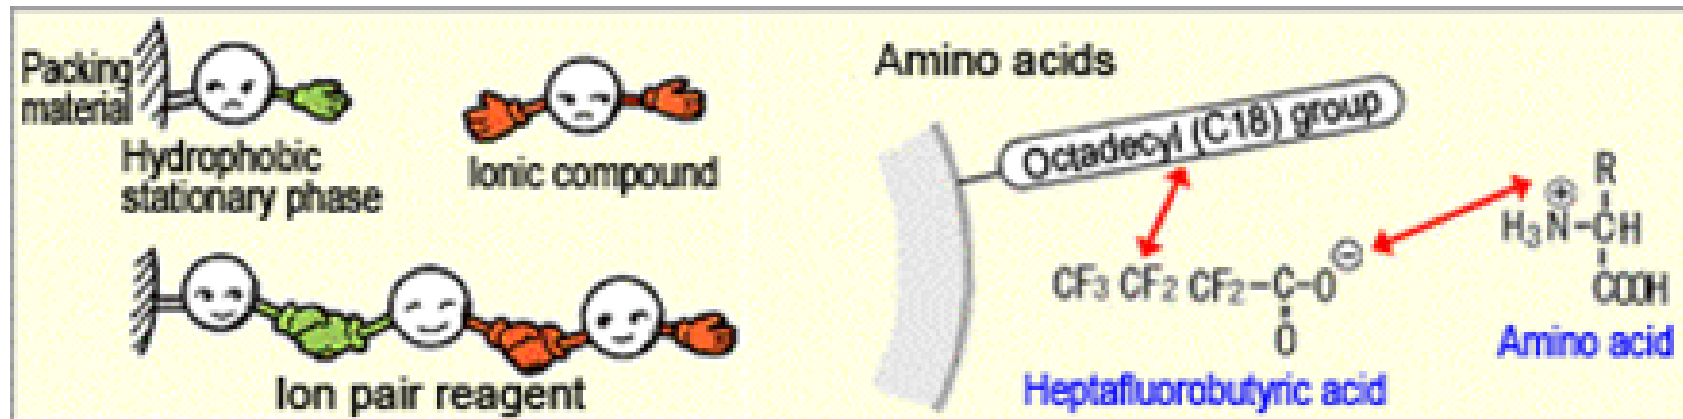 Packing
material
Hydrophobic
stationary phase
Ionic compound
Ion pair reagent
Amino acids
Octadecyl (C18) group
R
H₃N–CH
⊕
COOH
CF₃ CF₂ CF₂–C–O
⊖
O
Heptafluorobutyric acid
Amino acid